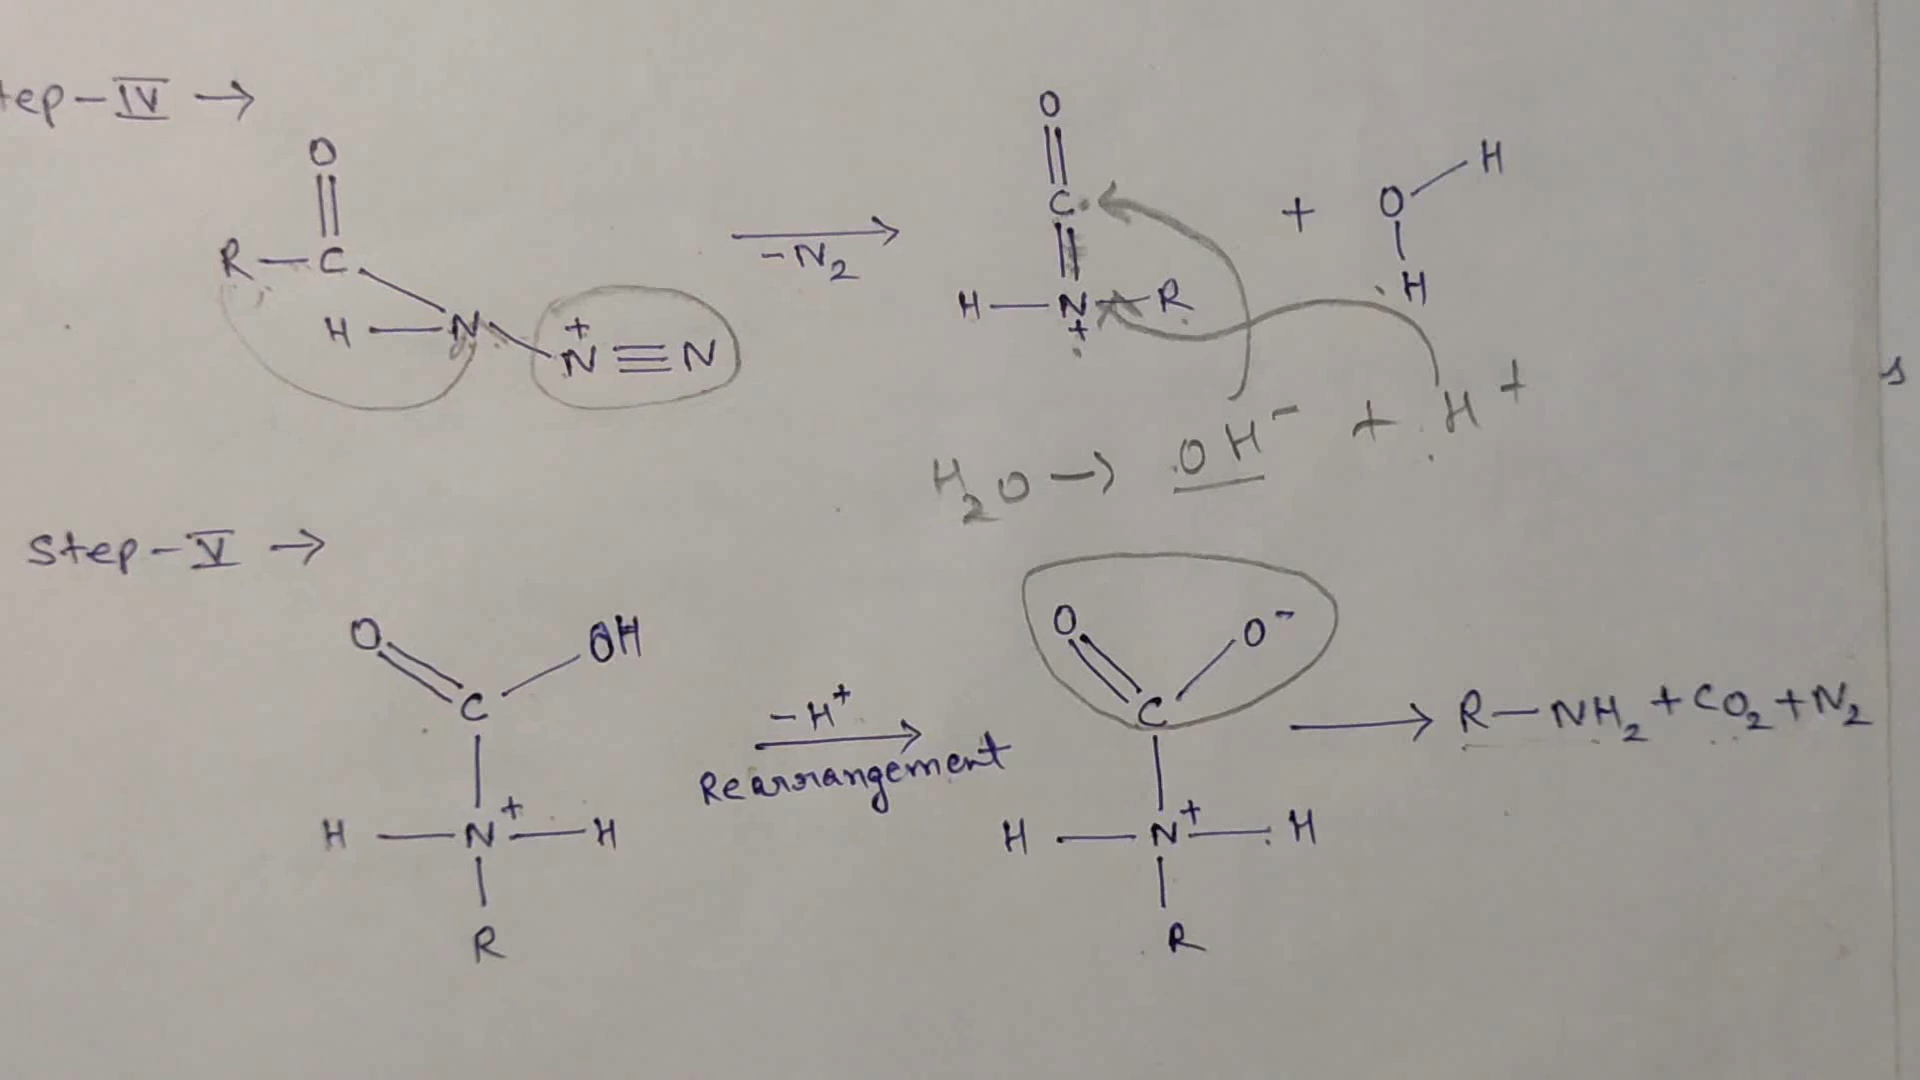 tep-IV →
O
R-C
H-N-N⁺≡N
-N₂ →
O
C
H-N⁺-R
+
O-H
H
H₂O → OH⁻ + H⁺
Step-V →
O OH
C
H-N⁺-H
R
-H⁺ →
Rearrangement
O O⁻
C
H-N⁺-H
R
→ R-NH₂+CO₂+N₂